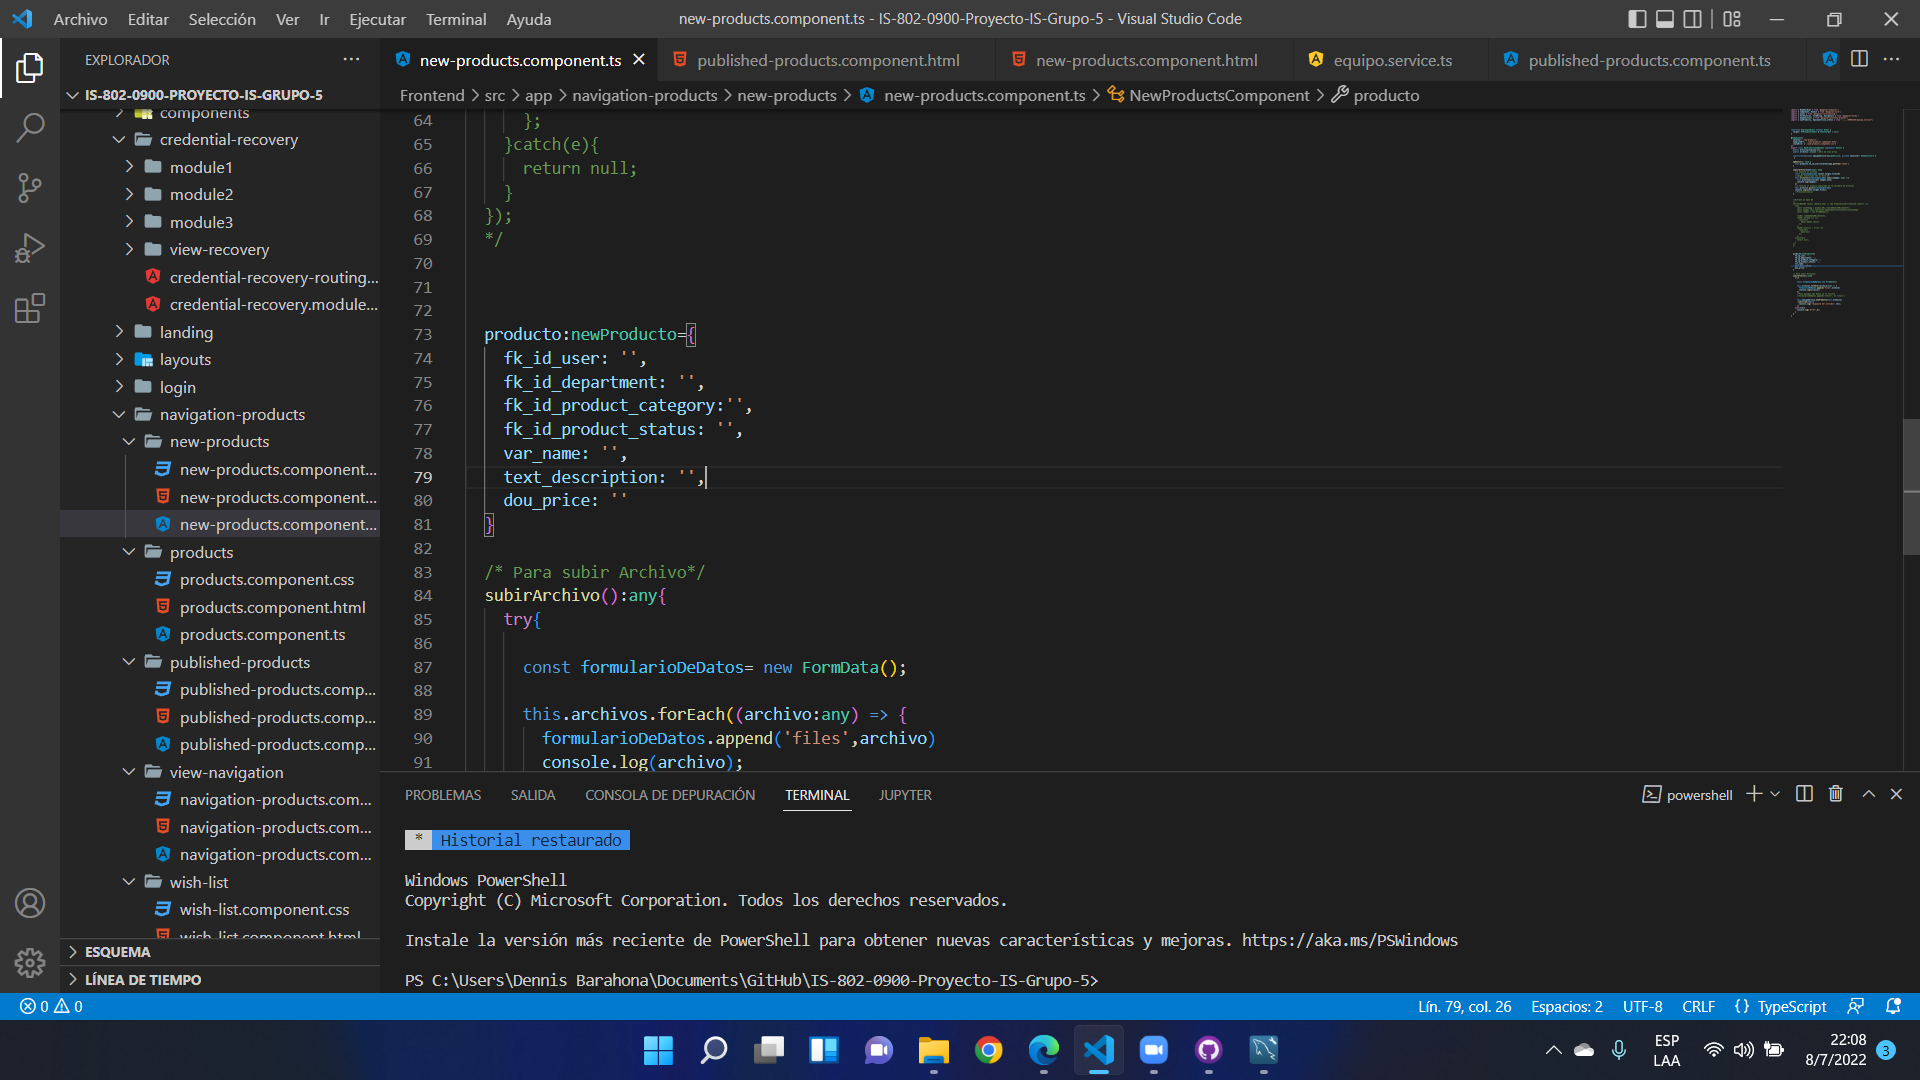 Archivo Editar Selección Ver Ir Ejecutar Terminal Ayuda
new-products.component.ts - IS-802-0900-Proyecto-IS-Grupo-5 - Visual Studio Code
EXPLORADOR
new-products.component.ts
published-products.component.html
new-products.component.html
equipo.service.ts
published-products.component.ts
IS-802-0900-PROYECTO-IS-GRUPO-5
Frontend > src > app > navigation-products > new-products > new-products.component.ts > NewProductsComponent > producto
components
credential-recovery
module1
module2
module3
view-recovery
credential-recovery-routing...
credential-recovery.module...
landing
layouts
login
navigation-products
new-products
new-products.component...
new-products.component...
new-products.component...
products
products.component.css
products.component.html
products.component.ts
published-products
published-products.comp...
published-products.comp...
published-products.comp...
view-navigation
navigation-products.com...
navigation-products.com...
navigation-products.com...
wish-list
wish-list.component.css
wish-list.component.html
ESQUEMA
LÍNEA DE TIEMPO
64 };
65 }catch(e){
66 return null;
67 }
68 });
69 */
70
71
72
73 producto:newProducto={
74 fk_id_user: '',
75 fk_id_department: '',
76 fk_id_product_category:'',
77 fk_id_product_status: '',
78 var_name: '',
79 text_description: '',
80 dou_price: ''
81 }
82
83 /* Para subir Archivo*/
84 subirArchivo():any{
85 try{
86
87 const formularioDeDatos= new FormData();
88
89 this.archivos.forEach((archivo:any) => {
90 formularioDeDatos.append('files',archivo)
91 console.log(archivo);
PROBLEMAS SALIDA CONSOLA DE DEPURACIÓN TERMINAL JUPYTER
powershell
* Historial restaurado
Windows PowerShell
Copyright (C) Microsoft Corporation. Todos los derechos reservados.
Instale la versión más reciente de PowerShell para obtener nuevas características y mejoras. https://aka.ms/PSWindows
PS C:\Users\Dennis Barahona\Documents\GitHub\IS-802-0900-Proyecto-IS-Grupo-5>
0 0
Lín. 79, col. 26 Espacios: 2 UTF-8 CRLF {} TypeScript
ESP
LAA
22:08
8/7/2022
3